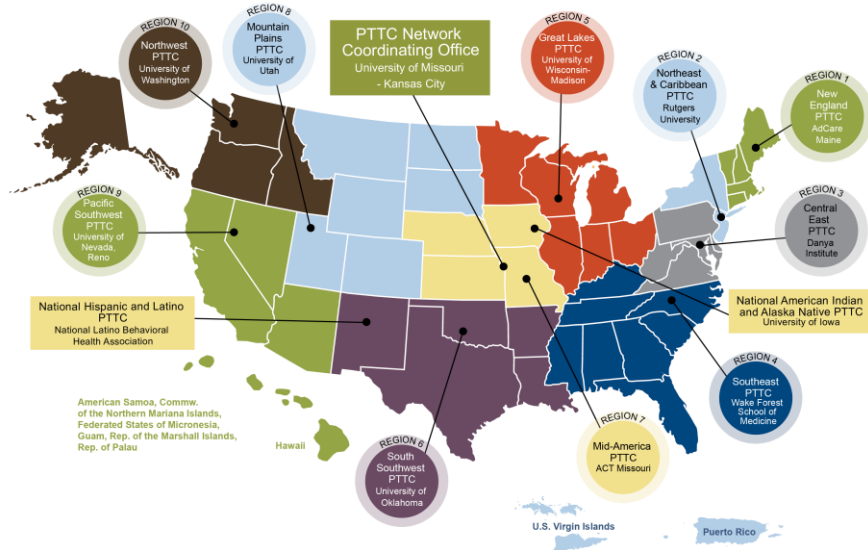 REGION 10
Northwest
PTTC
University of
Washington
REGION 8
Mountain
Plains
PTTC
University of
Utah
PTTC Network
Coordinating Office
University of Missouri
- Kansas City
REGION 5
Great Lakes
PTTC
University of
Wisconsin-
Madison
REGION 2
Northeast
& Caribbean
PTTC
Rutgers
University
REGION 1
New
England
PTTC
AdCare
Maine
REGION 9
Pacific
Southwest
PTTC
University of
Nevada,
Reno
REGION 3
Central
East
PTTC
Danya
Institute
National Hispanic and Latino
PTTC
National Latino Behavioral
Health Association
National American Indian
and Alaska Native PTTC
University of Iowa
REGION 4
Southeast
PTTC
Wake Forest
School of
Medicine
American Samoa, Commw.
of the Northern Mariana Islands,
Federated States of Micronesia,
Guam, Rep. of the Marshall Islands,
Rep. of Palau
Hawaii
REGION 6
South
Southwest
PTTC
University of
Oklahoma
REGION 7
Mid-America
PTTC
ACT Missouri
U.S. Virgin Islands
Puerto Rico